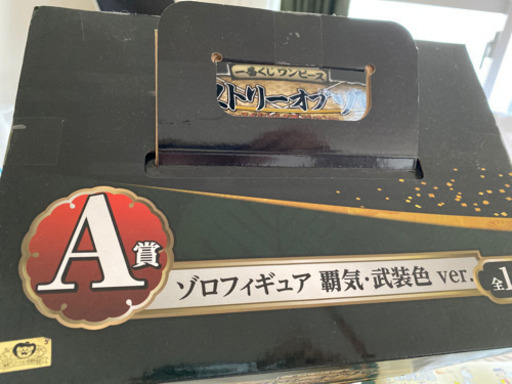 一番くじ ワンピース
ストリーオブゾ
A賞
ゾロフィギュア 覇気・武装色 ver.
全1